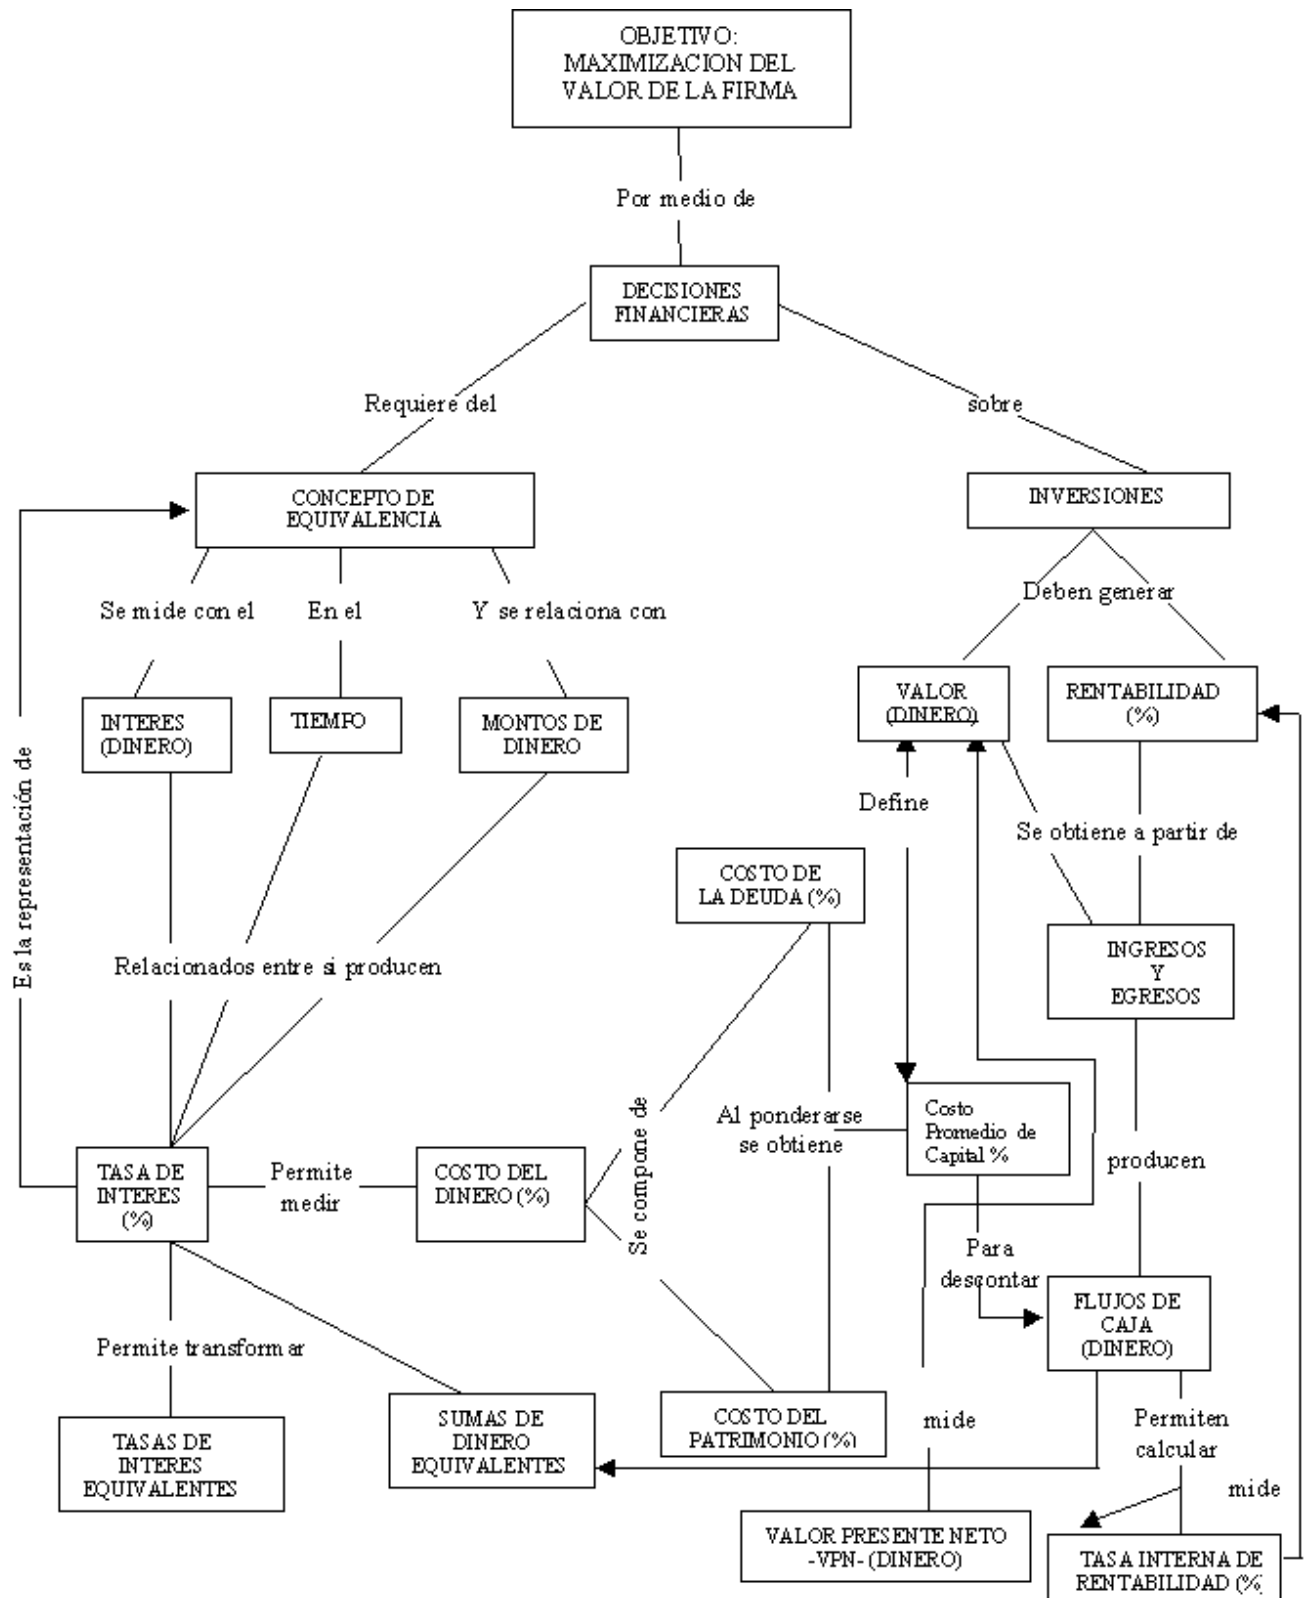 OBJETIVO:
MAXIMIZACION DEL
VALOR DE LA FIRMA
Por medio de
DECISIONES
FINANCIERAS
Requiere del
sobre
CONCEPTO DE
EQUIVALENCIA
INVERSIONES
Se mide con el
En el
Y se relaciona con
Deben generar
INTERES
(DINERO)
TIEMPO
MONTOS DE
DINERO
VALOR
(DINERO)
RENTABILIDAD
(%)
Es la representación de
Define
Se obtiene a partir de
COSTO DE
LA DEUDA (%)
Relacionados entre si producen
INGRESOS
Y
EGRESOS
Se compone de
Al ponderarse
se obtiene
Costo
Promedio de
Capital %
producen
TASA DE
INTERES
(%)
Permite
medir
COSTO DEL
DINERO (%)
Para
descontar
FLUJOS DE
CAJA
(DINERO)
Permite transformar
TASAS DE
INTERES
EQUIVALENTES
SUMAS DE
DINERO
EQUIVALENTES
COSTO DEL
PATRIMONIO (%)
mide
Permiten
calcular
mide
VALOR PRESENTE NETO
-VPN- (DINERO)
TASA INTERNA DE
RENTABILIDAD (%)